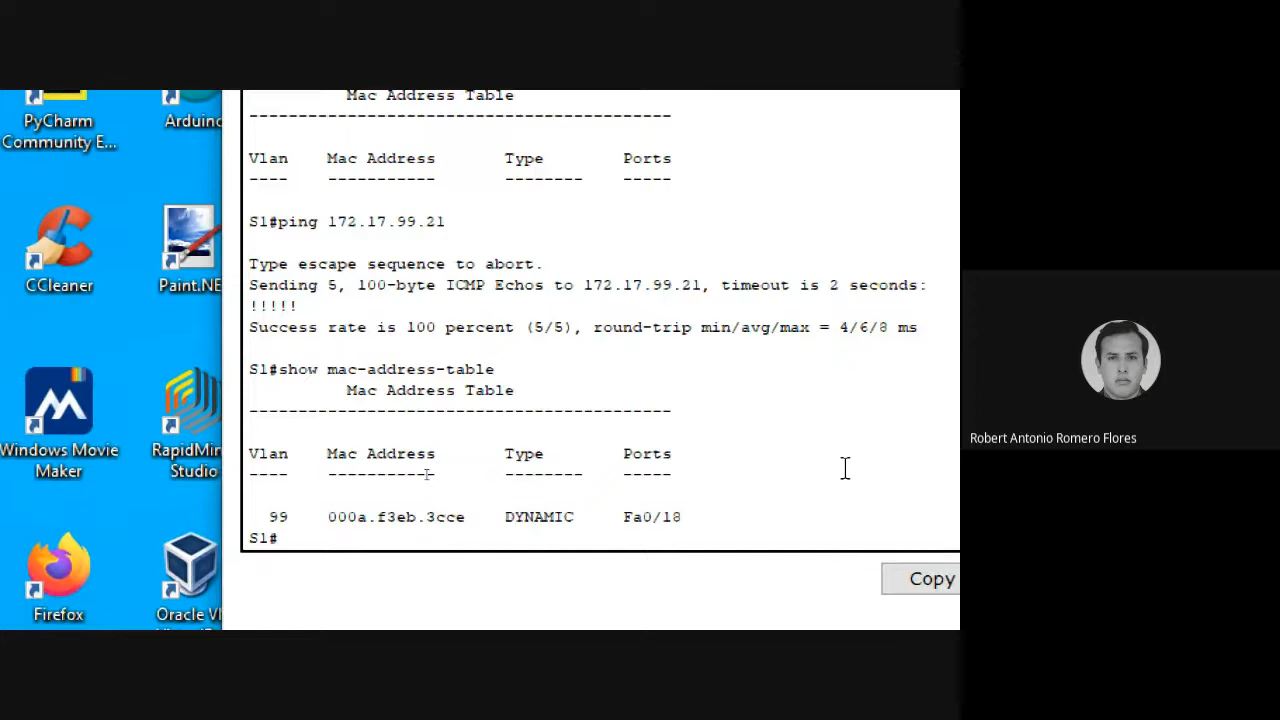 PyCharm
Community E...
Arduino
CCleaner
Paint.NE
Windows Movie
Maker
RapidMin
Studio
Firefox
Oracle VM
Mac Address Table
-------------------------------------------
Vlan Mac Address Type Ports
---- ----------- -------- -----
S1#ping 172.17.99.21
Type escape sequence to abort.
Sending 5, 100-byte ICMP Echos to 172.17.99.21, timeout is 2 seconds:
!!!!!
Success rate is 100 percent (5/5), round-trip min/avg/max = 4/6/8 ms
S1#show mac-address-table
Mac Address Table
-------------------------------------------
Vlan Mac Address Type Ports
---- ----------- -------- -----
99 000a.f3eb.3cce DYNAMIC Fa0/18
S1#
Copy
Robert Antonio Romero Flores